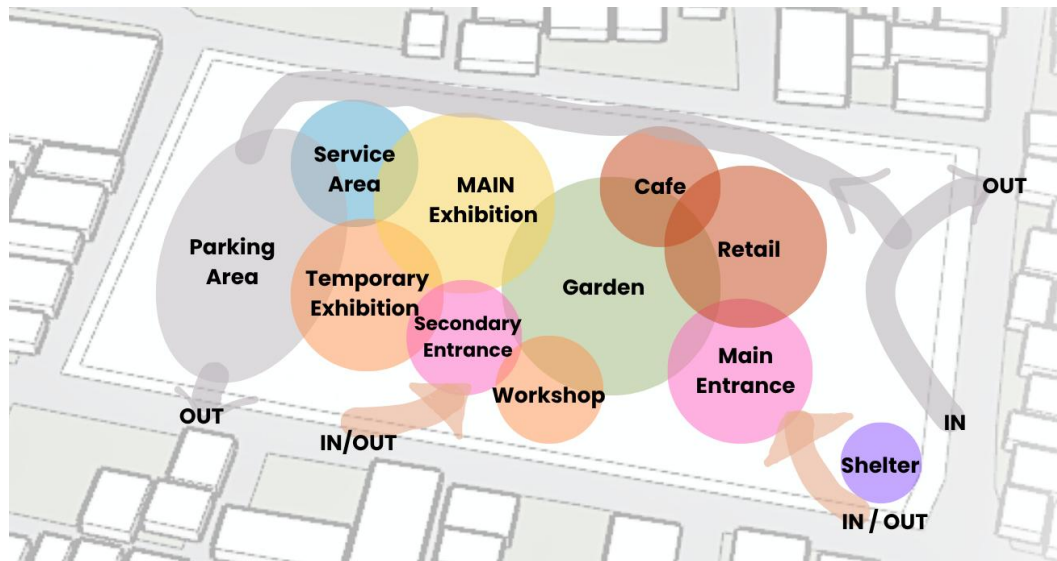 Service
Area
MAIN
Exhibition
Cafe
OUT
Parking
Area
Temporary
Exhibition
Garden
Retail
Secondary
Entrance
Workshop
Main
Entrance
OUT
IN/OUT
IN
Shelter
IN / OUT